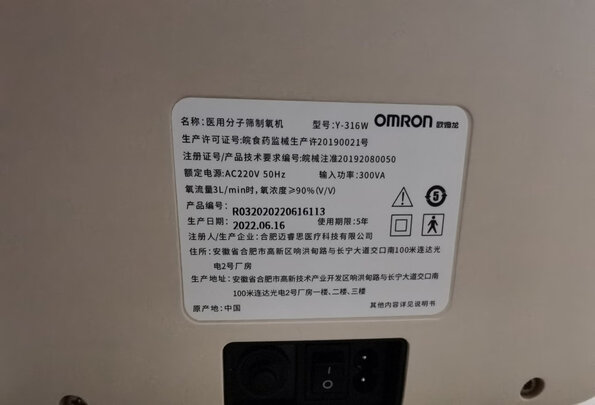 名称:医用分子筛制氧机 型号:Y-316W OMRON 欧姆龙
生产许可证号:皖食药监械生产许20190021号
注册证号/产品技术要求编号:皖械注准20192080050
额定电源:AC220V 50Hz 输入功率:300VA
氧流量3L/min时,氧浓度≥90%(V/V)
产品编号: R032020220616113
生产日期: 2022.06.16 使用期限:5年
注册人/生产企业:合肥迈睿思医疗科技有限公司
住所:安徽省合肥市高新区响洪甸路与长宁大道交口南100米连达光
电2号厂房
生产地址:安徽省合肥市高新技术产业开发区响洪甸路与长宁大道交口南
100米连达光电2号厂房一楼、二楼、三楼
原产地:中国 其他内容详见说明书
5